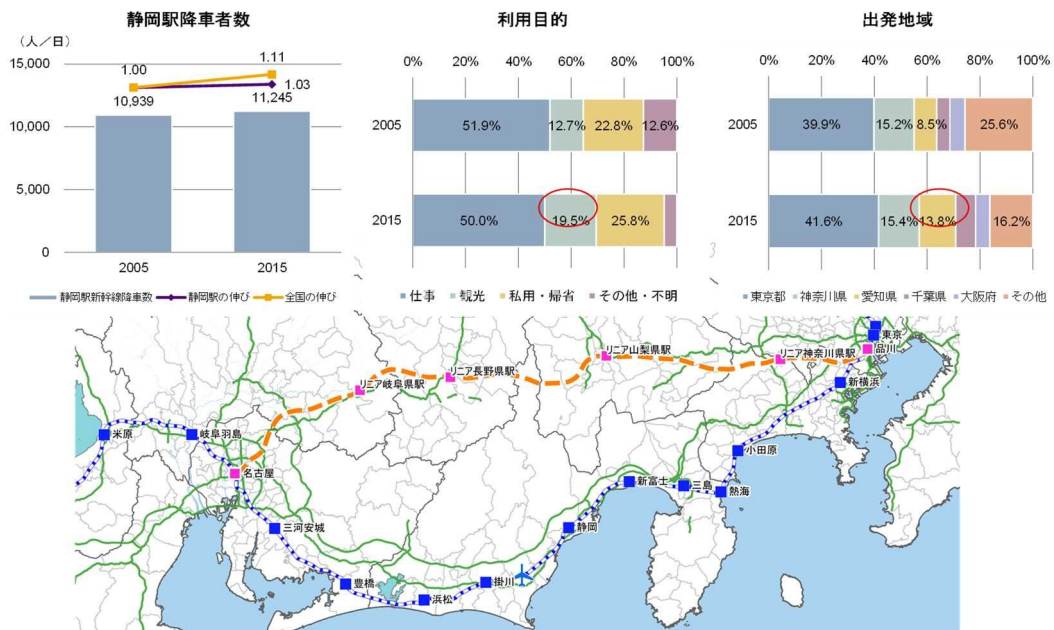 静岡駅降車者数
（人／日）
15,000
10,000
5,000
0
1.00
1.11
1.03
10,939
11,245
2005
2015
静岡駅新幹線降車数
静岡駅の伸び
全国の伸び
利用目的
0%
20%
40%
60%
80%
100%
2005
51.9%
12.7%
22.8%
12.6%
2015
50.0%
19.5%
25.8%
仕事
観光
私用・帰省
その他・不明
出発地域
0%
20%
40%
60%
80%
100%
2005
39.9%
15.2%
8.5%
25.6%
2015
41.6%
15.4%
13.8%
16.2%
東京都
神奈川県
愛知県
千葉県
大阪府
その他
東京
品川
リニア神奈川県駅
リニア山梨県駅
リニア長野県駅
リニア岐阜県駅
新横浜
小田原
熱海
三島
新富士
静岡
掛川
浜松
豊橋
三河安城
名古屋
岐阜羽島
米原